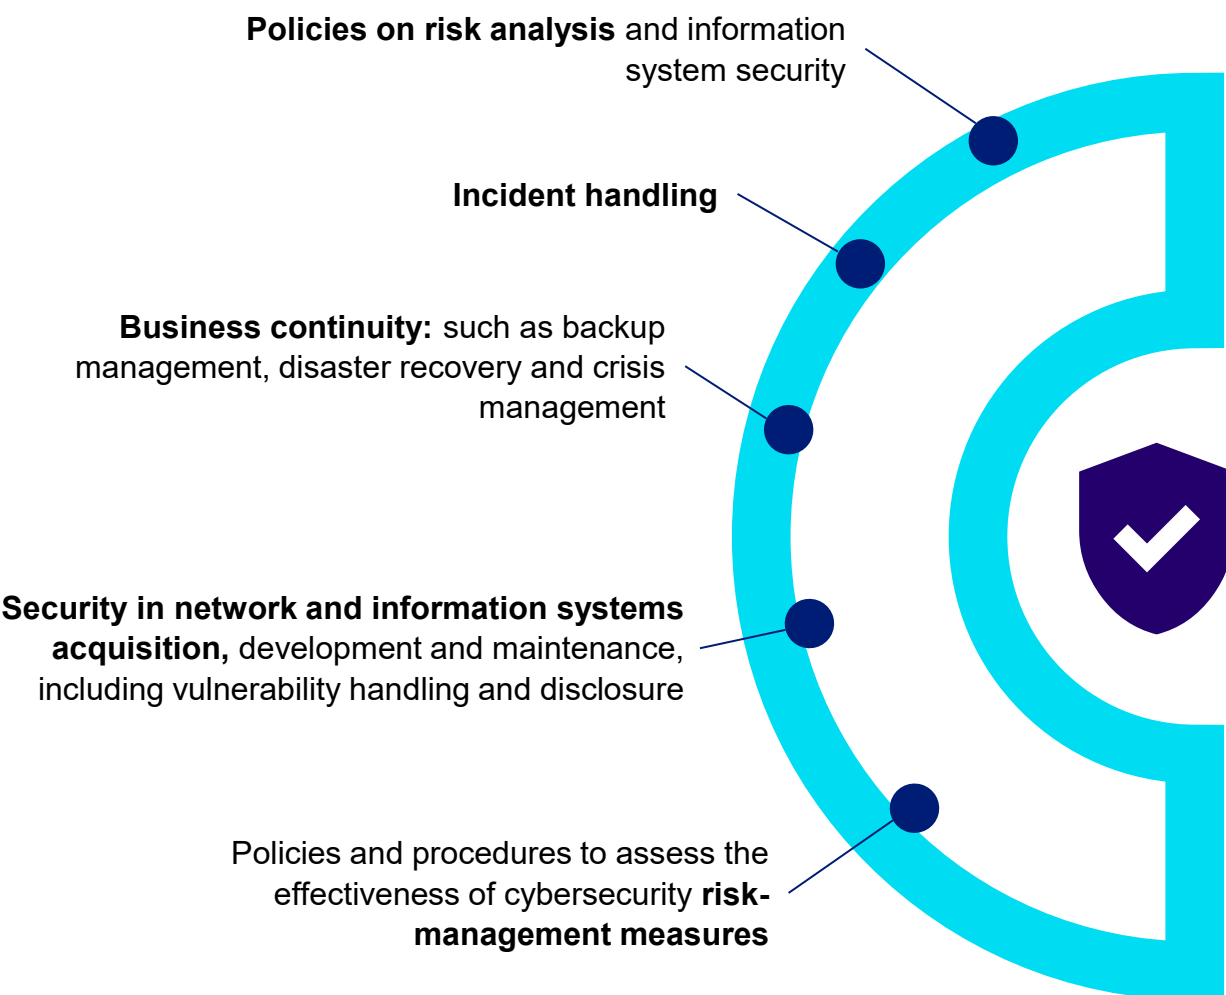 Policies on risk analysis and information
system security
Incident handling
Business continuity: such as backup
management, disaster recovery and crisis
management
Security in network and information systems
acquisition, development and maintenance,
including vulnerability handling and disclosure
Policies and procedures to assess the
effectiveness of cybersecurity risk-
management measures